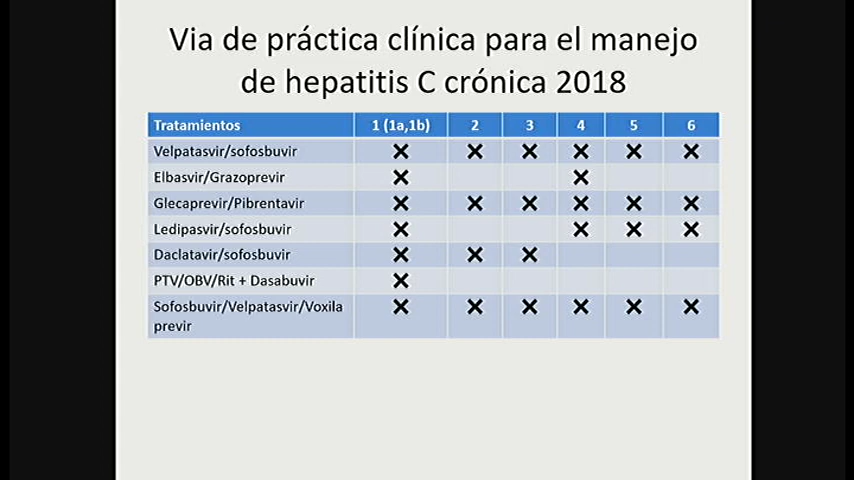 Via de práctica clínica para el manejo
de hepatitis C crónica 2018
Tratamientos 1 (1a,1b) 2 3 4 5 6
Velpatasvir/sofosbuvir × × × × × ×
Elbasvir/Grazoprevir × ×
Glecaprevir/Pibrentavir × × × × × ×
Ledipasvir/sofosbuvir × × × ×
Daclatavir/sofosbuvir × × ×
PTV/OBV/Rit + Dasabuvir ×
Sofosbuvir/Velpatasvir/Voxila × × × × × ×
previr